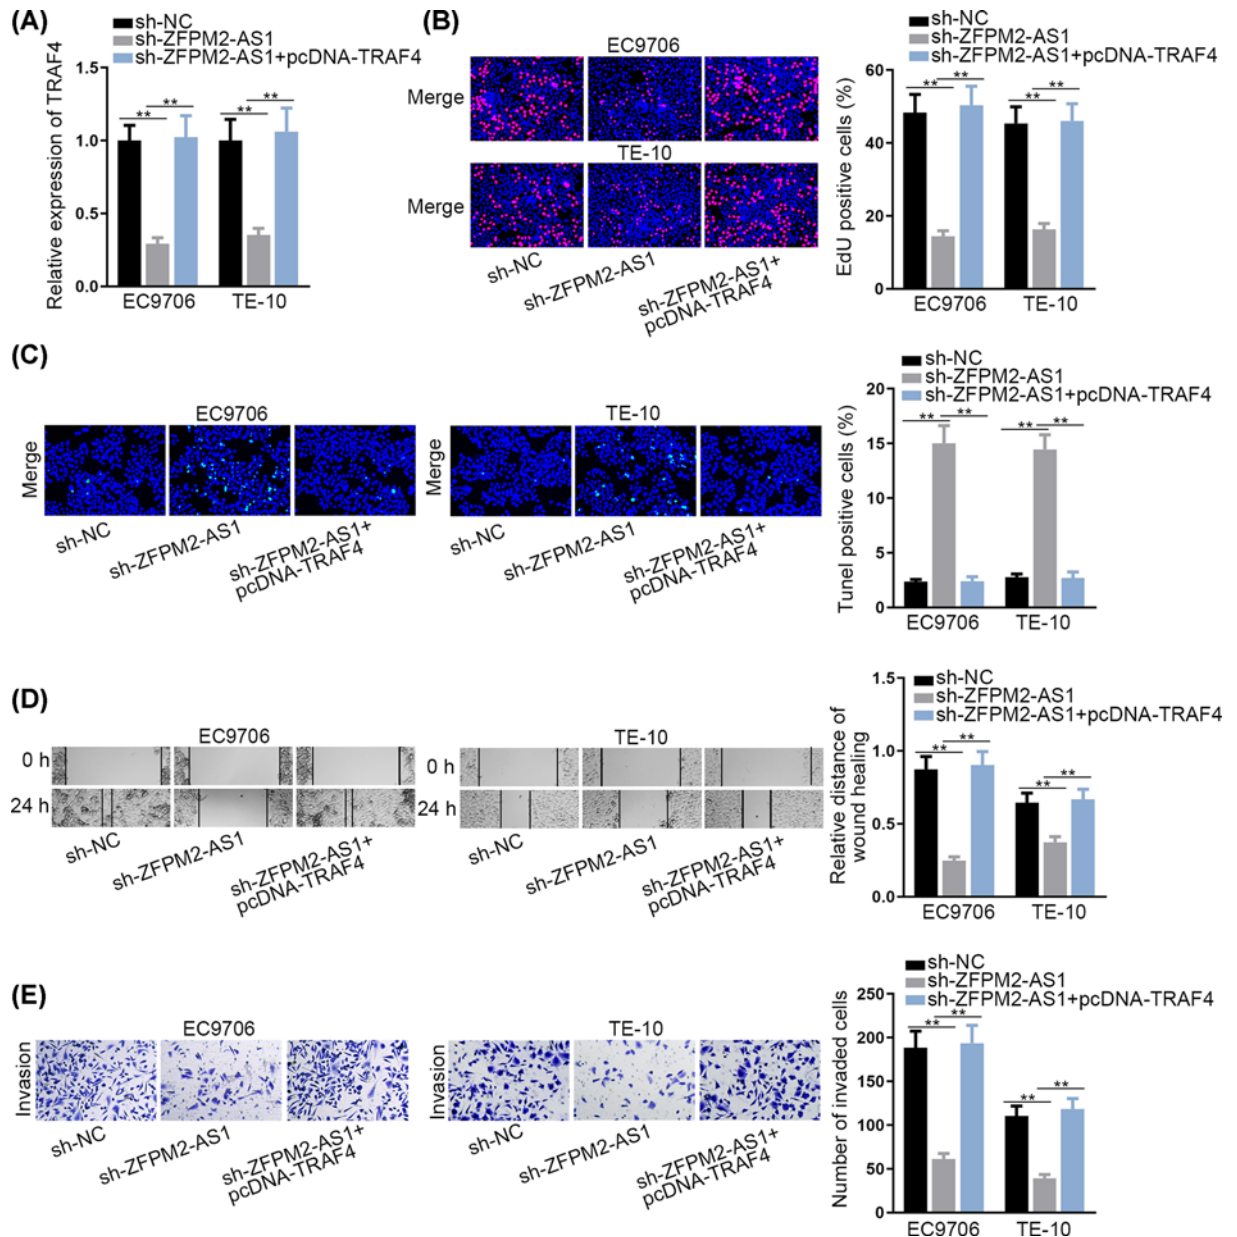 (A)
sh-NC
sh-ZFPM2-AS1
sh-ZFPM2-AS1+pcDNA-TRAF4
Relative expression of TRAF4
1.5
1.0
0.5
0.0
**
**
**
**
EC9706
TE-10
(B)
EC9706
Merge
TE-10
Merge
sh-NC
sh-ZFPM2-AS1
sh-ZFPM2-AS1+
pcDNA-TRAF4
sh-NC
sh-ZFPM2-AS1
sh-ZFPM2-AS1+pcDNA-TRAF4
EdU positive cells (%)
60
40
20
0
**
**
**
**
EC9706
TE-10
(C)
EC9706
Merge
sh-NC
sh-ZFPM2-AS1
sh-ZFPM2-AS1+
pcDNA-TRAF4
TE-10
Merge
sh-NC
sh-ZFPM2-AS1
sh-ZFPM2-AS1+
pcDNA-TRAF4
sh-NC
sh-ZFPM2-AS1
sh-ZFPM2-AS1+pcDNA-TRAF4
Tunel positive cells (%)
20
15
10
5
0
**
**
**
**
EC9706
TE-10
(D)
EC9706
0 h
24 h
sh-NC
sh-ZFPM2-AS1
sh-ZFPM2-AS1+
pcDNA-TRAF4
TE-10
0 h
24 h
sh-NC
sh-ZFPM2-AS1
sh-ZFPM2-AS1+
pcDNA-TRAF4
sh-NC
sh-ZFPM2-AS1
sh-ZFPM2-AS1+pcDNA-TRAF4
Relative distance of
wound healing
1.5
1.0
0.5
0.0
**
**
**
**
EC9706
TE-10
(E)
EC9706
Invasion
sh-NC
sh-ZFPM2-AS1
sh-ZFPM2-AS1+
pcDNA-TRAF4
TE-10
Invasion
sh-NC
sh-ZFPM2-AS1
sh-ZFPM2-AS1+
pcDNA-TRAF4
sh-NC
sh-ZFPM2-AS1
sh-ZFPM2-AS1+pcDNA-TRAF4
Number of invaded cells
250
200
150
100
50
0
**
**
**
**
EC9706
TE-10